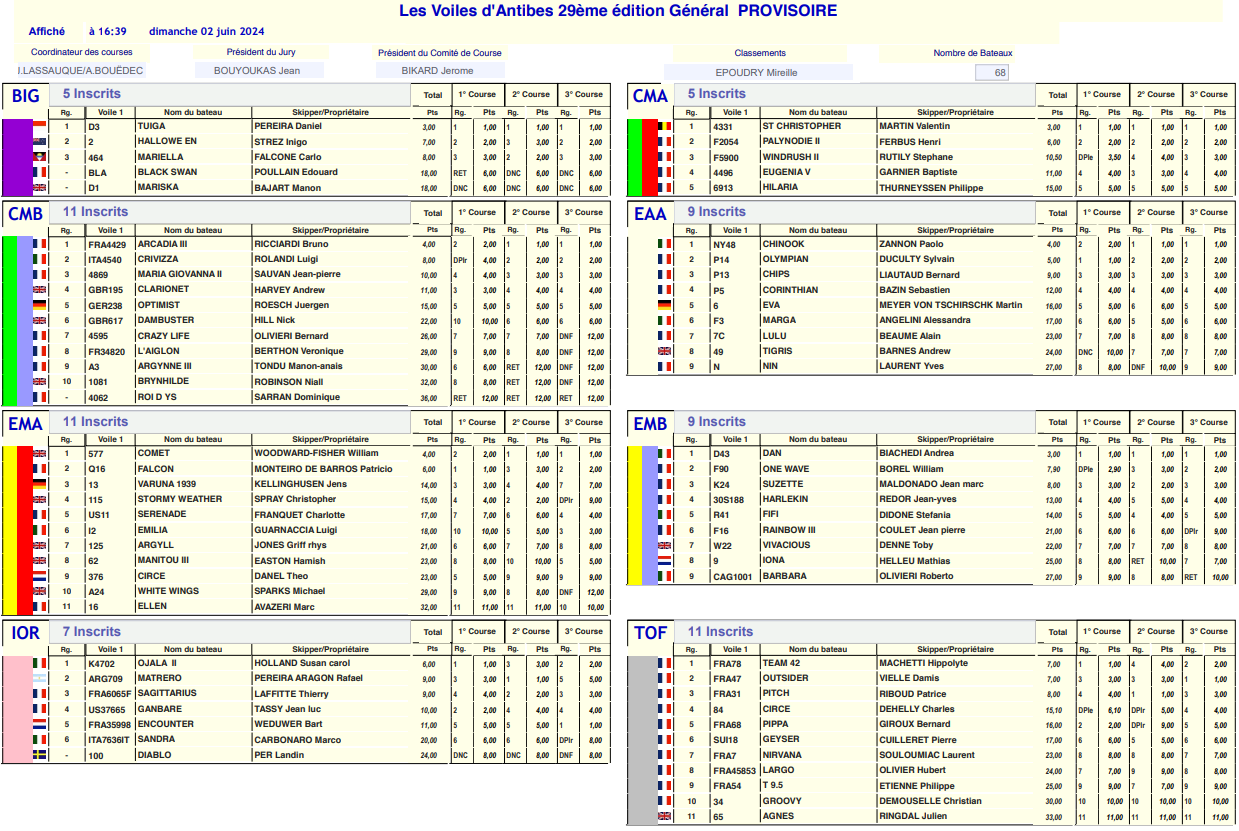 Les Voiles d'Antibes 29ème édition Général PROVISOIRE
Affiché à 16:39 dimanche 02 juin 2024
Coordinateur des courses Président du Jury Président du Comité de Course Classements Nombre de Bateaux
J.LASSAUQUE/A.BOUËDEC BOUYOUKAS Jean BIKARD Jerome EPOUDRY Mireille 68
BIG 5 Inscrits Total 1° Course 2° Course 3° Course
Rg. Voile 1 Nom du bateau Skipper/Propriétaire Pts Rg. Pts Rg. Pts Rg. Pts
1 D3 TUIGA PEREIRA Daniel 3,00 1 1,00 1 1,00 1 1,00
2 2 HALLOWE EN STREZ Inigo 7,00 2 2,00 3 3,00 2 2,00
3 464 MARIELLA FALCONE Carlo 8,00 3 3,00 2 2,00 3 3,00
- BLA BLACK SWAN POULLAIN Edouard 18,00 RET 6,00 DNC 6,00 DNC 6,00
- D1 MARISKA BAJART Manon 18,00 DNC 6,00 DNC 6,00 DNC 6,00
CMA 5 Inscrits Total 1° Course 2° Course 3° Course
Rg. Voile 1 Nom du bateau Skipper/Propriétaire Pts Rg. Pts Rg. Pts Rg. Pts
1 4331 ST CHRISTOPHER MARTIN Valentin 3,00 1 1,00 1 1,00 1 1,00
2 F2054 PALYNODIE II FERBUS Henri 6,00 2 2,00 2 2,00 2 2,00
3 F5900 WINDRUSH II RUTILY Stephane 10,50 DPIe 3,50 4 4,00 3 3,00
4 4496 EUGENIA V GARNIER Baptiste 11,00 4 4,00 3 3,00 4 4,00
5 6913 HILARIA THURNEYSSEN Philippe 15,00 5 5,00 5 5,00 5 5,00
CMB 11 Inscrits Total 1° Course 2° Course 3° Course
Rg. Voile 1 Nom du bateau Skipper/Propriétaire Pts Rg. Pts Rg. Pts Rg. Pts
1 FRA4429 ARCADIA III RICCIARDI Bruno 4,00 2 2,00 1 1,00 1 1,00
2 ITA4540 CRIVIZZA ROLANDI Luigi 8,00 DPIr 4,00 2 2,00 2 2,00
3 4869 MARIA GIOVANNA II SAUVAN Jean-pierre 10,00 4 4,00 3 3,00 3 3,00
4 GBR195 CLARIONET HARVEY Andrew 11,00 3 3,00 4 4,00 4 4,00
5 GER238 OPTIMIST ROESCH Juergen 15,00 5 5,00 5 5,00 5 5,00
6 GBR617 DAMBUSTER HILL Nick 22,00 10 10,00 6 6,00 6 6,00
7 4595 CRAZY LIFE OLIVIERI Bernard 26,00 7 7,00 7 7,00 DNF 12,00
8 FR34820 L'AIGLON BERTHON Veronique 29,00 9 9,00 8 8,00 DNF 12,00
9 A3 ARGYNNE III TONDU Manon-anais 30,00 6 6,00 RET 12,00 DNF 12,00
10 1081 BRYNHILDE ROBINSON Niall 32,00 8 8,00 RET 12,00 DNF 12,00
- 4062 ROI D YS SARRAN Dominique 36,00 RET 12,00 RET 12,00 RET 12,00
EAA 9 Inscrits Total 1° Course 2° Course 3° Course
Rg. Voile 1 Nom du bateau Skipper/Propriétaire Pts Rg. Pts Rg. Pts Rg. Pts
1 NY48 CHINOOK ZANNON Paolo 4,00 2 2,00 1 1,00 1 1,00
2 P14 OLYMPIAN DUCULTY Sylvain 5,00 1 1,00 2 2,00 2 2,00
3 P13 CHIPS LIAUTAUD Bernard 9,00 3 3,00 3 3,00 3 3,00
4 P5 CORINTHIAN BAZIN Sebastien 12,00 4 4,00 4 4,00 4 4,00
5 6 EVA MEYER VON TSCHIRSCHK Martin 16,00 5 5,00 6 6,00 5 5,00
6 F3 MARGA ANGELINI Alessandra 17,00 6 6,00 5 5,00 6 6,00
7 7C LULU BEAUME Alain 23,00 7 7,00 8 8,00 8 8,00
8 49 TIGRIS BARNES Andrew 24,00 DNC 10,00 7 7,00 7 7,00
9 N NIN LAURENT Yves 27,00 8 8,00 DNF 10,00 9 9,00
EMA 11 Inscrits Total 1° Course 2° Course 3° Course
Rg. Voile 1 Nom du bateau Skipper/Propriétaire Pts Rg. Pts Rg. Pts Rg. Pts
1 577 COMET WOODWARD-FISHER William 4,00 2 2,00 1 1,00 1 1,00
2 Q16 FALCON MONTEIRO DE BARROS Patricio 6,00 1 1,00 3 3,00 2 2,00
3 13 VARUNA 1939 KELLINGHUSEN Jens 14,00 3 3,00 4 4,00 7 7,00
4 115 STORMY WEATHER SPRAY Christopher 15,00 4 4,00 2 2,00 DPIr 9,00
5 US11 SERENADE FRANQUET Charlotte 17,00 7 7,00 6 6,00 4 4,00
6 I2 EMILIA GUARNACCIA Luigi 18,00 10 10,00 5 5,00 3 3,00
7 125 ARGYLL JONES Griff rhys 21,00 6 6,00 7 7,00 8 8,00
8 62 MANITOU III EASTON Hamish 23,00 8 8,00 10 10,00 5 5,00
9 376 CIRCE DANEL Theo 23,00 5 5,00 9 9,00 9 9,00
10 A24 WHITE WINGS SPARKS Michael 29,00 9 9,00 8 8,00 DNF 12,00
11 16 ELLEN AVAZERI Marc 32,00 11 11,00 11 11,00 10 10,00
EMB 9 Inscrits Total 1° Course 2° Course 3° Course
Rg. Voile 1 Nom du bateau Skipper/Propriétaire Pts Rg. Pts Rg. Pts Rg. Pts
1 D43 DAN BIACHEDI Andrea 3,00 1 1,00 1 1,00 1 1,00
2 F90 ONE WAVE BOREL William 7,90 DPIe 2,90 3 3,00 2 2,00
3 K24 SUZETTE MALDONADO Jean marc 8,00 3 3,00 2 2,00 3 3,00
4 30S188 HARLEKIN REDOR Jean-yves 13,00 4 4,00 5 5,00 4 4,00
5 R41 FIFI DIDONE Stefania 14,00 5 5,00 4 4,00 5 5,00
6 F16 RAINBOW III COULET Jean pierre 21,00 6 6,00 6 6,00 DPIr 9,00
7 W22 VIVACIOUS DENNE Toby 22,00 7 7,00 7 7,00 8 8,00
8 9 IONA HELLEU Mathias 25,00 8 8,00 RET 10,00 7 7,00
9 CAG1001 BARBARA OLIVIERI Roberto 27,00 9 9,00 8 8,00 RET 10,00
IOR 7 Inscrits Total 1° Course 2° Course 3° Course
Rg. Voile 1 Nom du bateau Skipper/Propriétaire Pts Rg. Pts Rg. Pts Rg. Pts
1 K4702 OJALA II HOLLAND Susan carol 6,00 1 1,00 3 3,00 2 2,00
2 ARG709 MATRERO PEREIRA ARAGON Rafael 9,00 3 3,00 1 1,00 5 5,00
3 FRA6065F SAGITTARIUS LAFFITTE Thierry 9,00 4 4,00 2 2,00 3 3,00
4 US37665 GANBARE TASSY Jean luc 10,00 2 2,00 4 4,00 4 4,00
5 FRA35998 ENCOUNTER WEDUWER Bart 11,00 5 5,00 5 5,00 1 1,00
6 ITA7636IT SANDRA CARBONARO Marco 20,00 6 6,00 6 6,00 DPIr 8,00
- 100 DIABLO PER Landin 24,00 DNC 8,00 DNC 8,00 DNF 8,00
TOF 11 Inscrits Total 1° Course 2° Course 3° Course
Rg. Voile 1 Nom du bateau Skipper/Propriétaire Pts Rg. Pts Rg. Pts Rg. Pts
1 FRA78 TEAM 42 MACHETTI Hippolyte 7,00 1 1,00 4 4,00 2 2,00
2 FRA47 OUTSIDER VIELLE Damis 7,00 3 3,00 3 3,00 1 1,00
3 FRA31 PITCH RIBOUD Patrice 8,00 4 4,00 1 1,00 3 3,00
4 84 CIRCE DEHELLY Charles 15,10 DPIe 6,10 DPIr 5,00 4 4,00
5 FRA68 PIPPA GIROUX Bernard 16,00 2 2,00 DPIr 9,00 5 5,00
6 SUI18 GEYSER CUILLERET Pierre 17,00 6 6,00 5 5,00 6 6,00
7 FRA7 NIRVANA SOULOUMIAC Laurent 23,00 8 8,00 8 8,00 7 7,00
8 FRA45853 LARGO OLIVIER Hubert 24,00 7 7,00 9 9,00 8 8,00
9 FRA54 T 9.5 ETIENNE Philippe 25,00 9 9,00 7 7,00 9 9,00
10 34 GROOVY DEMOUSELLE Christian 30,00 10 10,00 10 10,00 10 10,00
11 65 AGNES RINGDAL Julien 33,00 11 11,00 11 11,00 11 11,00